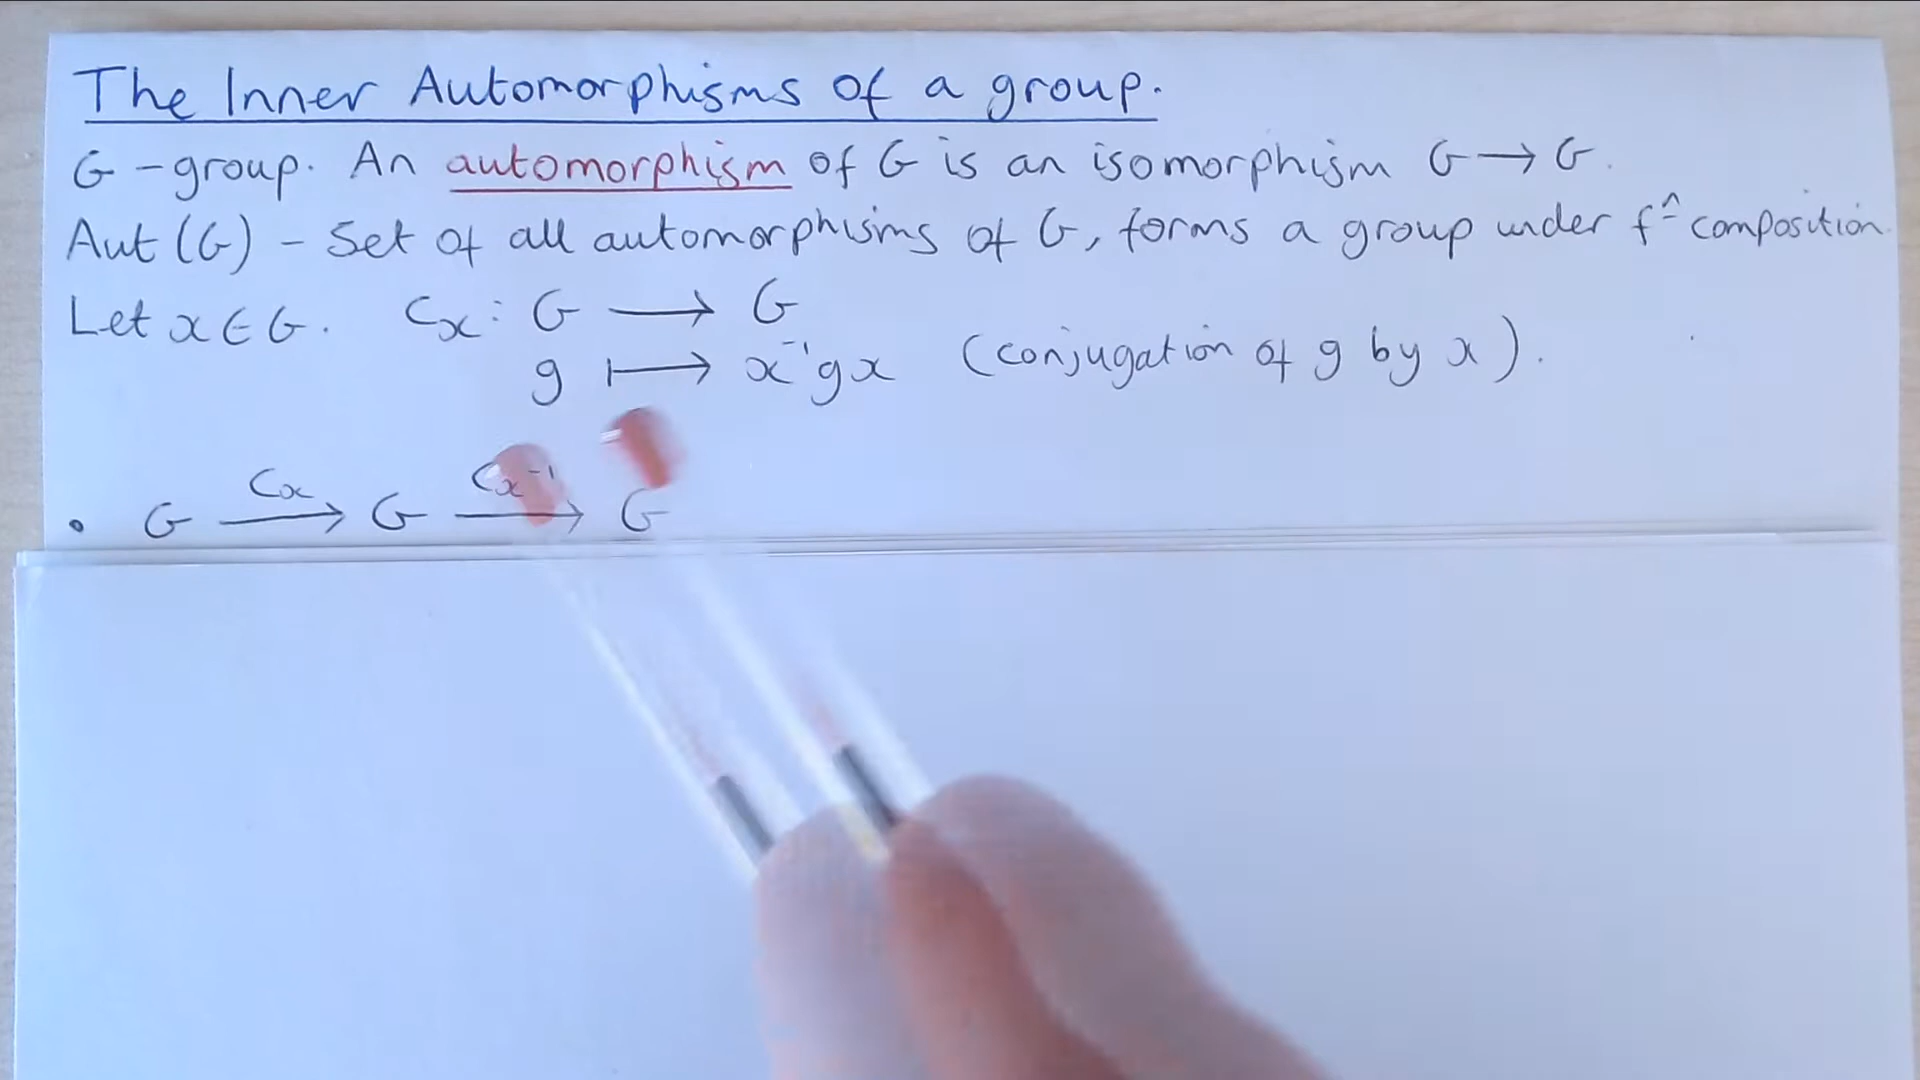 The Inner Automorphisms of a group.
G - group. An automorphism of G is an isomorphism G → G.
Aut (G) - Set of all automorphisms of G, forms a group under f^ⁿ composition.
Let x ∈ G. Cₓ : G ⟶ G
g ⟼ x⁻¹gx (conjugation of g by x).
• G —Cₓ→ G —Cₓ⁻¹→ G